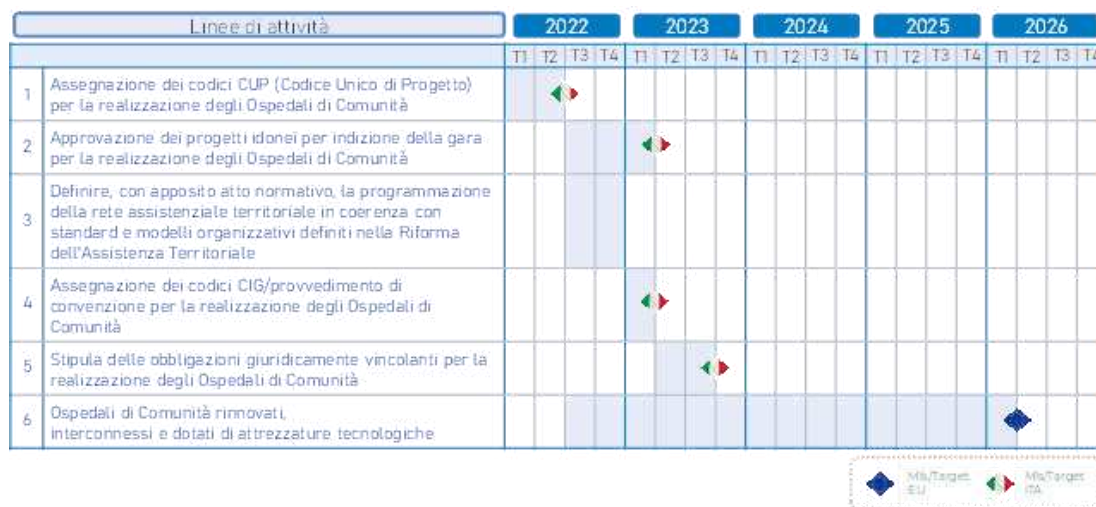 Linee di attività 2022 2023 2024 2025 2026
T1 T2 T3 T4 T1 T2 T3 T4 T1 T2 T3 T4 T1 T2 T3 T4 T1 T2 T3 T4
1 Assegnazione dei codici CUP (Codice Unico di Progetto)
per la realizzazione degli Ospedali di Comunità
2 Approvazione dei progetti idonei per indizione della gara
per la realizzazione degli Ospedali di Comunità
3 Definire, con apposito atto normativo, la programmazione
della rete assistenziale territoriale in coerenza con
standard e modelli organizzativi definiti nella Riforma
dell'Assistenza Territoriale
4 Assegnazione dei codici CIG/provvedimento di
convenzione per la realizzazione degli Ospedali di
Comunità
5 Stipula delle obbligazioni giuridicamente vincolanti per la
realizzazione degli Ospedali di Comunità
6 Ospedali di Comunità rinnovati,
interconnessi e dotati di attrezzature tecnologiche
Mls/Target Mls/Target
EU ITA